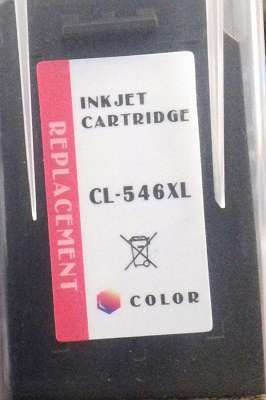 REPLACEMENT
INKJET
CARTRIDGE
CL-546XL
COLOR